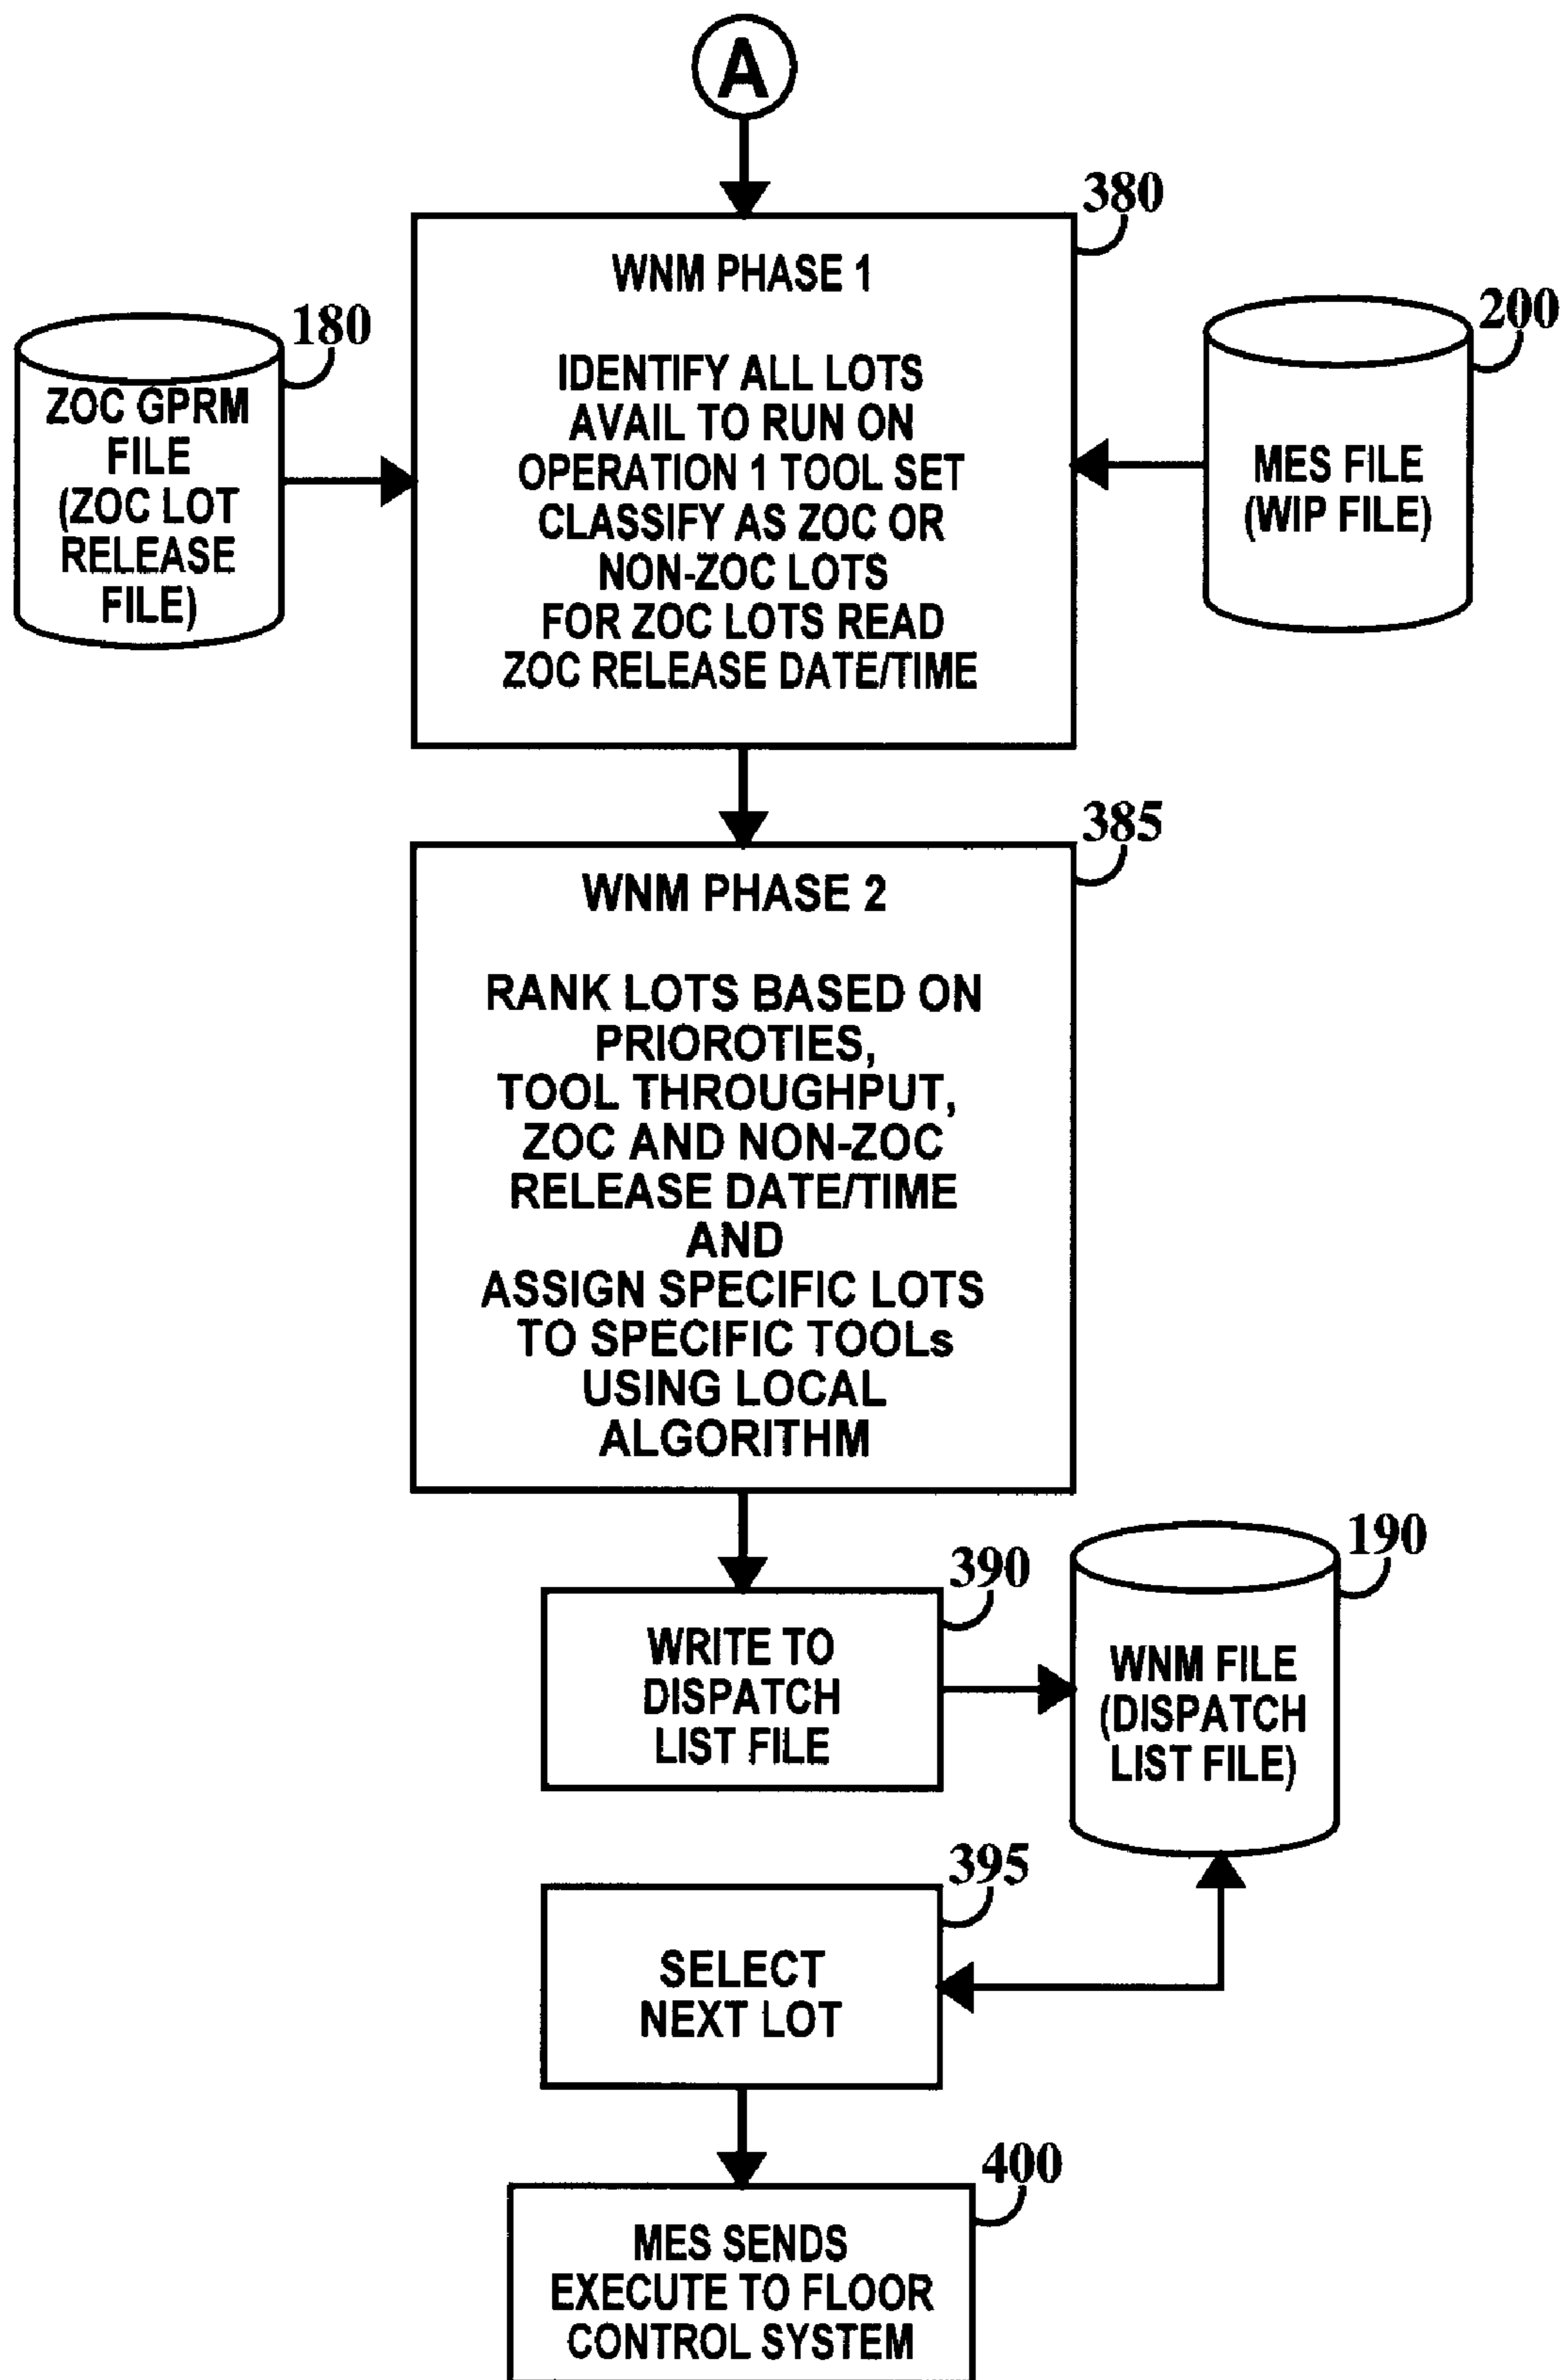 A
380
WNM PHASE 1
IDENTIFY ALL LOTS
AVAIL TO RUN ON
OPERATION 1 TOOL SET
CLASSIFY AS ZOC OR
NON-ZOC LOTS
FOR ZOC LOTS READ
ZOC RELEASE DATE/TIME
180
ZOC GPRM
FILE
(ZOC LOT
RELEASE
FILE)
200
MES FILE
(WIP FILE)
385
WNM PHASE 2
RANK LOTS BASED ON
PRIOROTIES,
TOOL THROUGHPUT,
ZOC AND NON-ZOC
RELEASE DATE/TIME
AND
ASSIGN SPECIFIC LOTS
TO SPECIFIC TOOLs
USING LOCAL
ALGORITHM
390
WRITE TO
DISPATCH
LIST FILE
190
WNM FILE
(DISPATCH
LIST FILE)
395
SELECT
NEXT LOT
400
MES SENDS
EXECUTE TO FLOOR
CONTROL SYSTEM